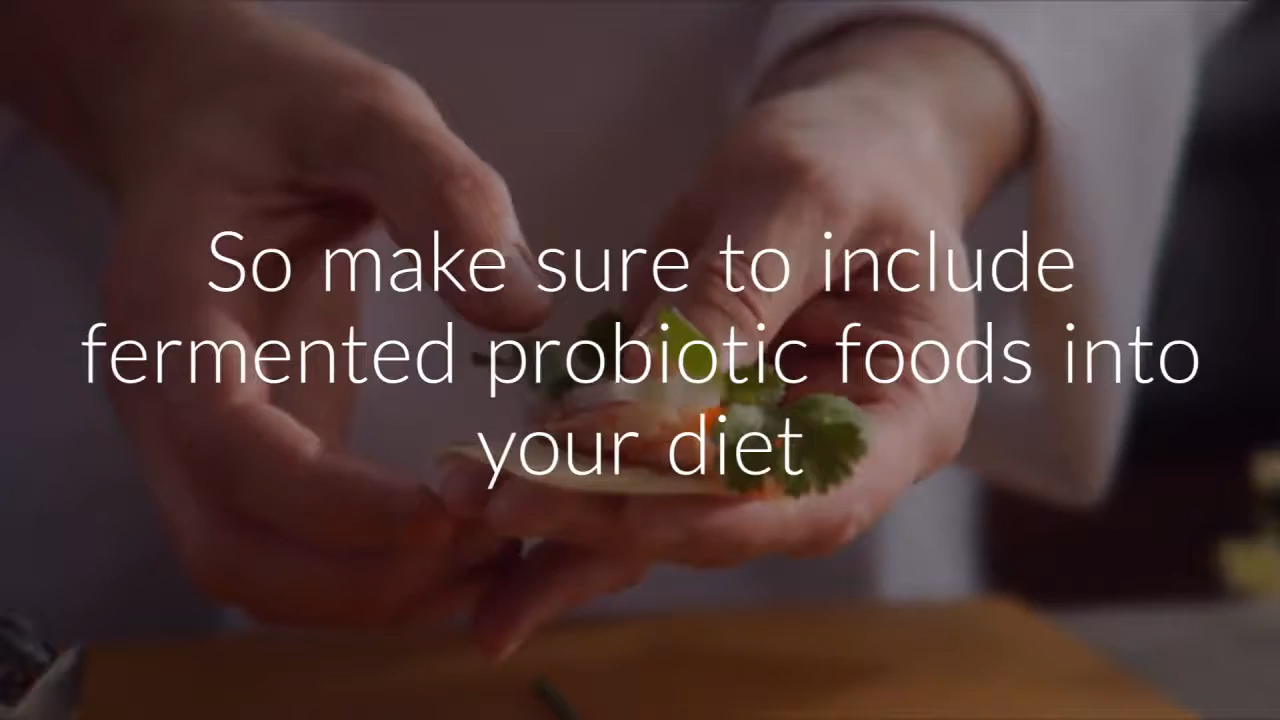 So make sure to include
fermented probiotic foods into
your diet